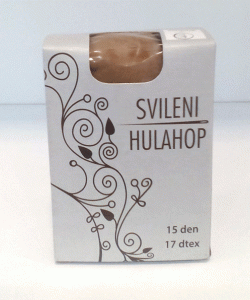 SVILENI
HULAHOP
15 den
17 dtex